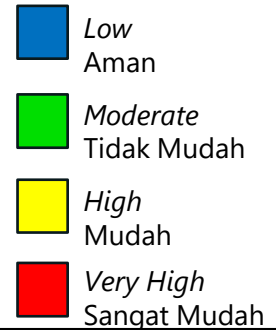 Low
Aman
Moderate
Tidak Mudah
High
Mudah
Very High
Sangat Mudah